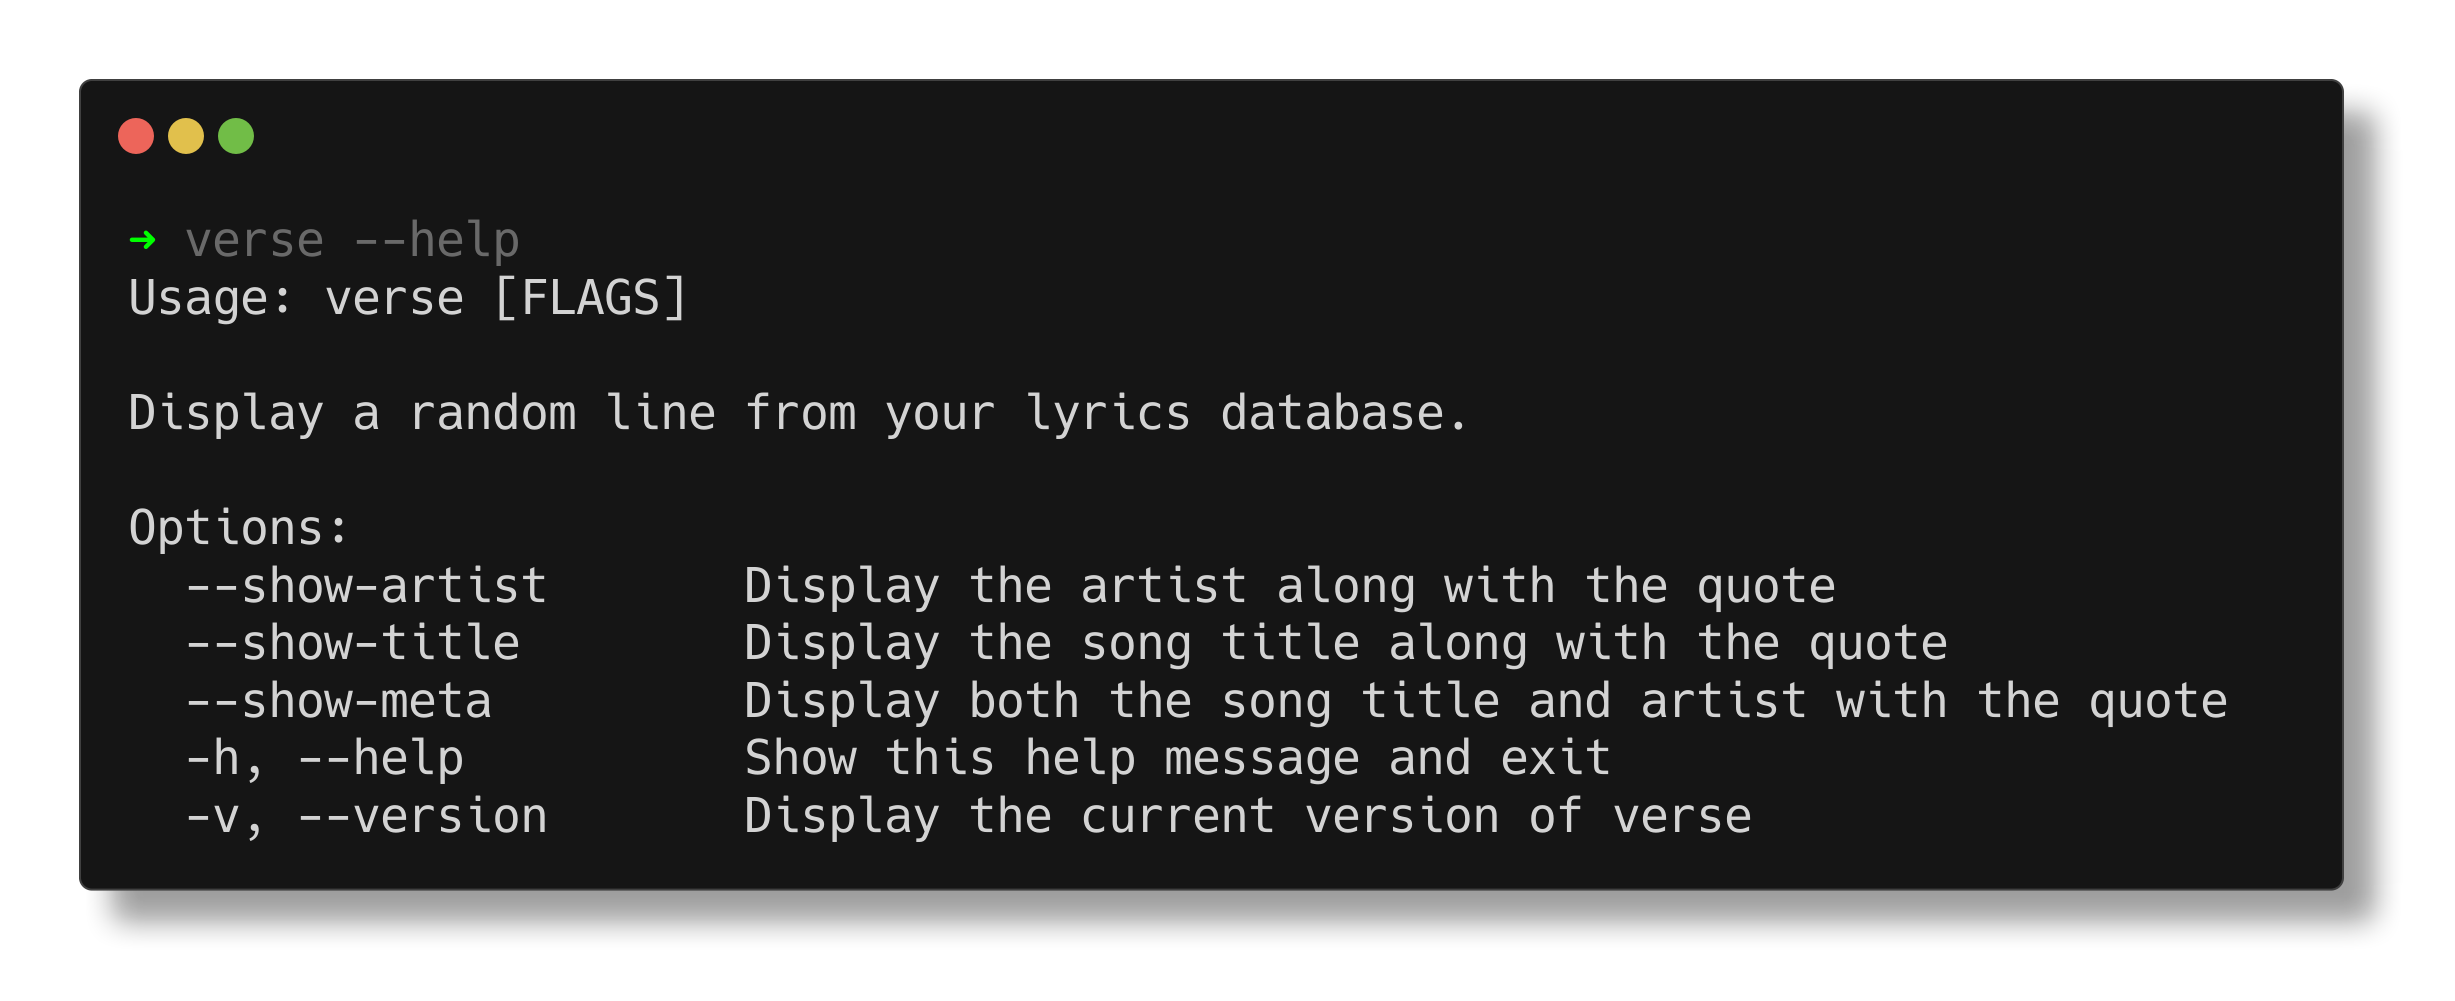 ➜ verse --help
Usage: verse [FLAGS]

Display a random line from your lyrics database.

Options:
  --show-artist       Display the artist along with the quote
  --show-title        Display the song title along with the quote
  --show-meta         Display both the song title and artist with the quote
  -h, --help          Show this help message and exit
  -v, --version       Display the current version of verse